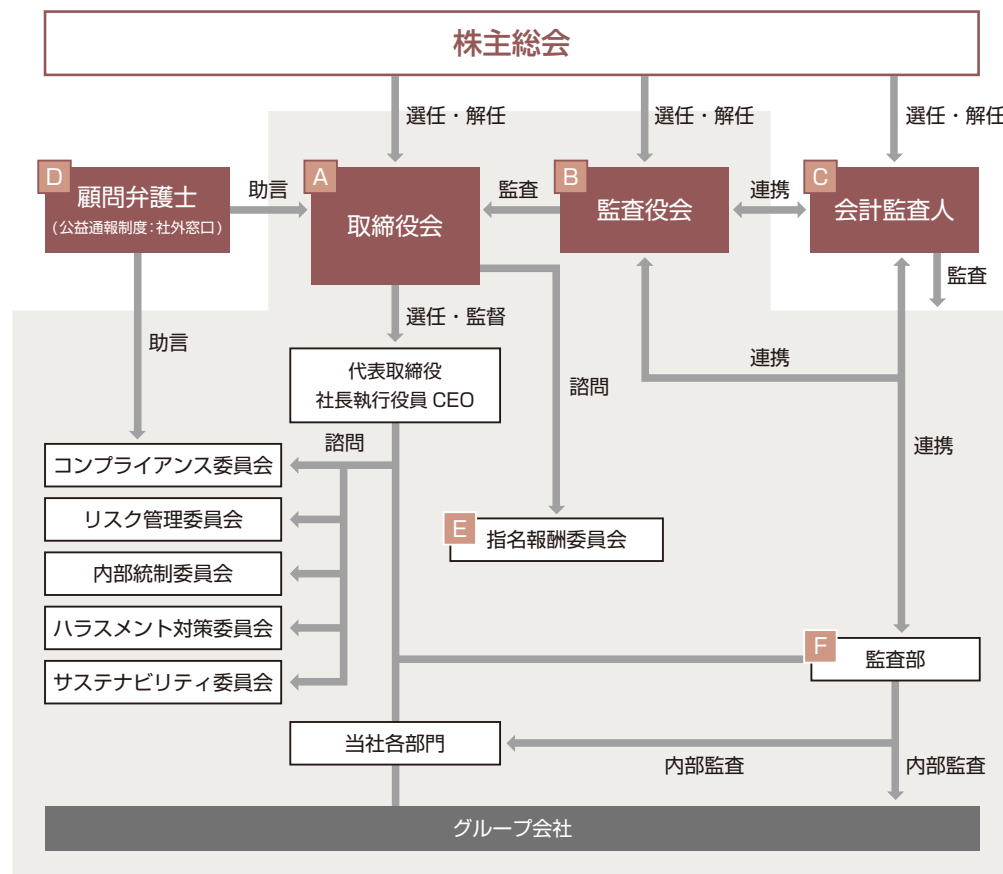 株主総会
選任・解任
選任・解任
選任・解任
D
顧問弁護士
(公益通報制度:社外窓口)
助言
A
取締役会
監査
B
監査役会
連携
C
会計監査人
監査
選任・監督
助言
代表取締役
社長執行役員 CEO
諮問
連携
連携
諮問
コンプライアンス委員会
リスク管理委員会
内部統制委員会
ハラスメント対策委員会
サステナビリティ委員会
E
指名報酬委員会
F
監査部
当社各部門
内部監査
内部監査
グループ会社